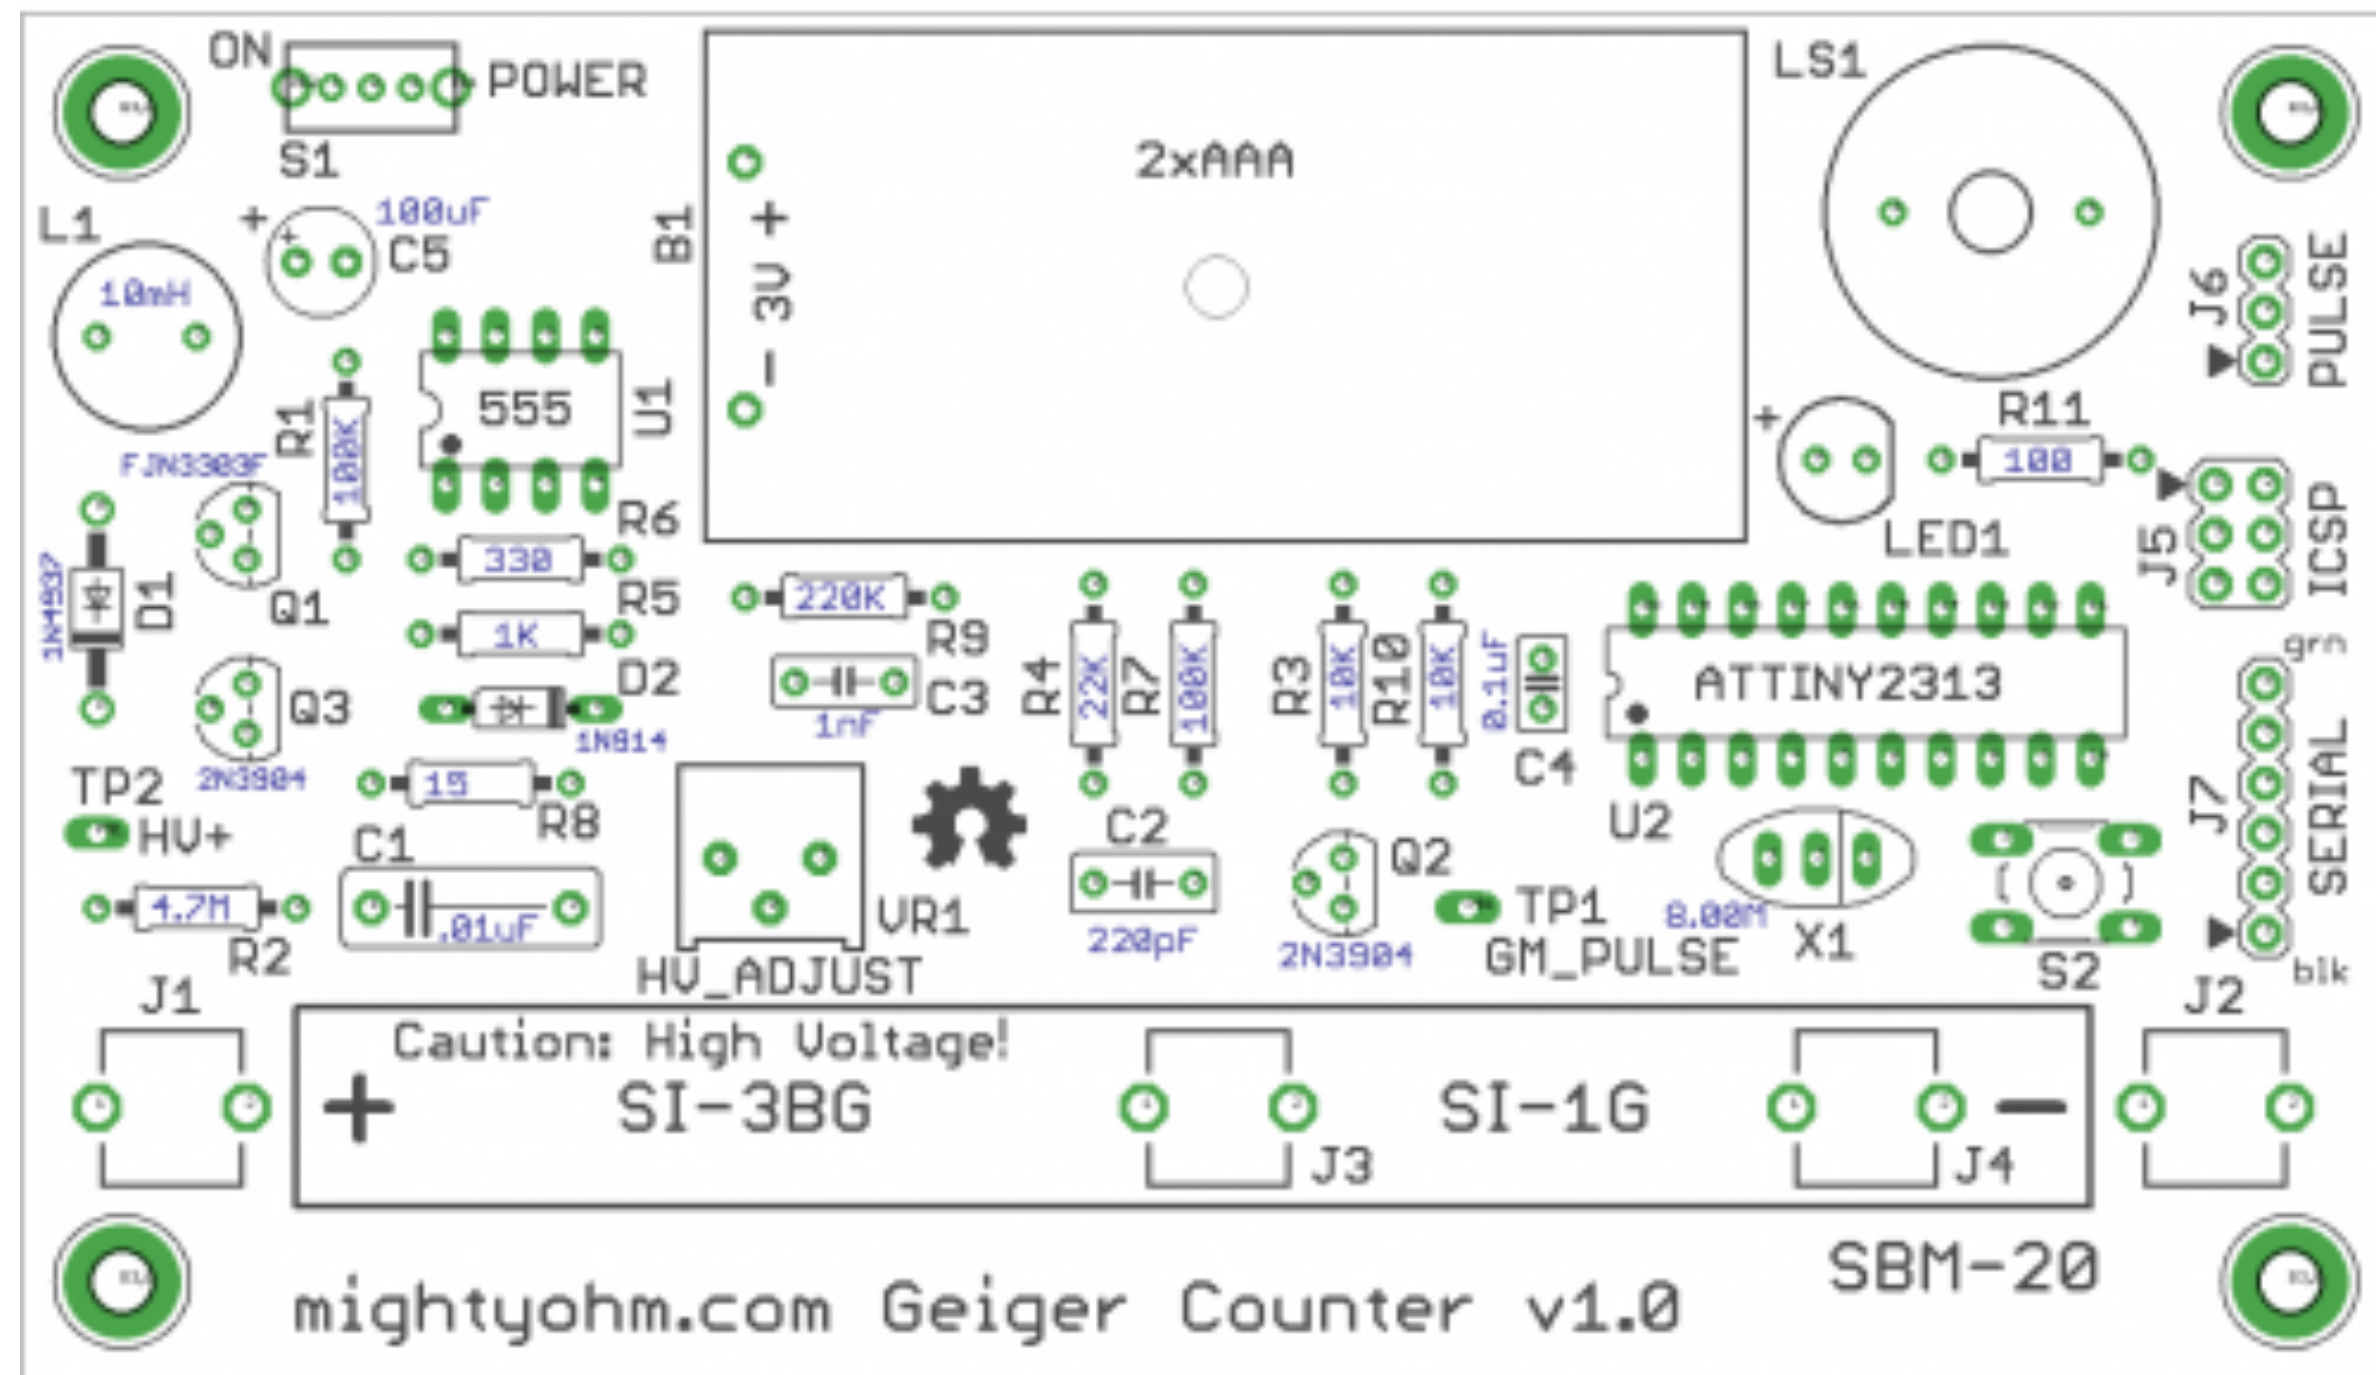 ON
POWER
S1
2xAAA
LS1
L1
10mH
+
+
100uF
C5
B1
- 3V +
J6
PULSE
R1
100K
555
U1
+
R11
100
LED1
J5
ICSP
FJN3303F
Q1
1N4937
D1
R6
330
R5
1K
D2
1N914
Q3
2N3904
220K
R9
C3
1nF
R4
22K
R7
100K
R3
10K
R10
10K
0.1uF
C4
ATTINY2313
U2
grn
J7
SERIAL
blk
TP2
HV+
15
R8
C1
.01uF
4.7M
R2
VR1
HV_ADJUST
C2
220pF
Q2
2N3904
TP1
GM_PULSE
8.00M
X1
S2
J1
J2
Caution: High Voltage!
+
SI-3BG
SI-1G
-
J3
J4
SBM-20
mightyohm.com Geiger Counter v1.0